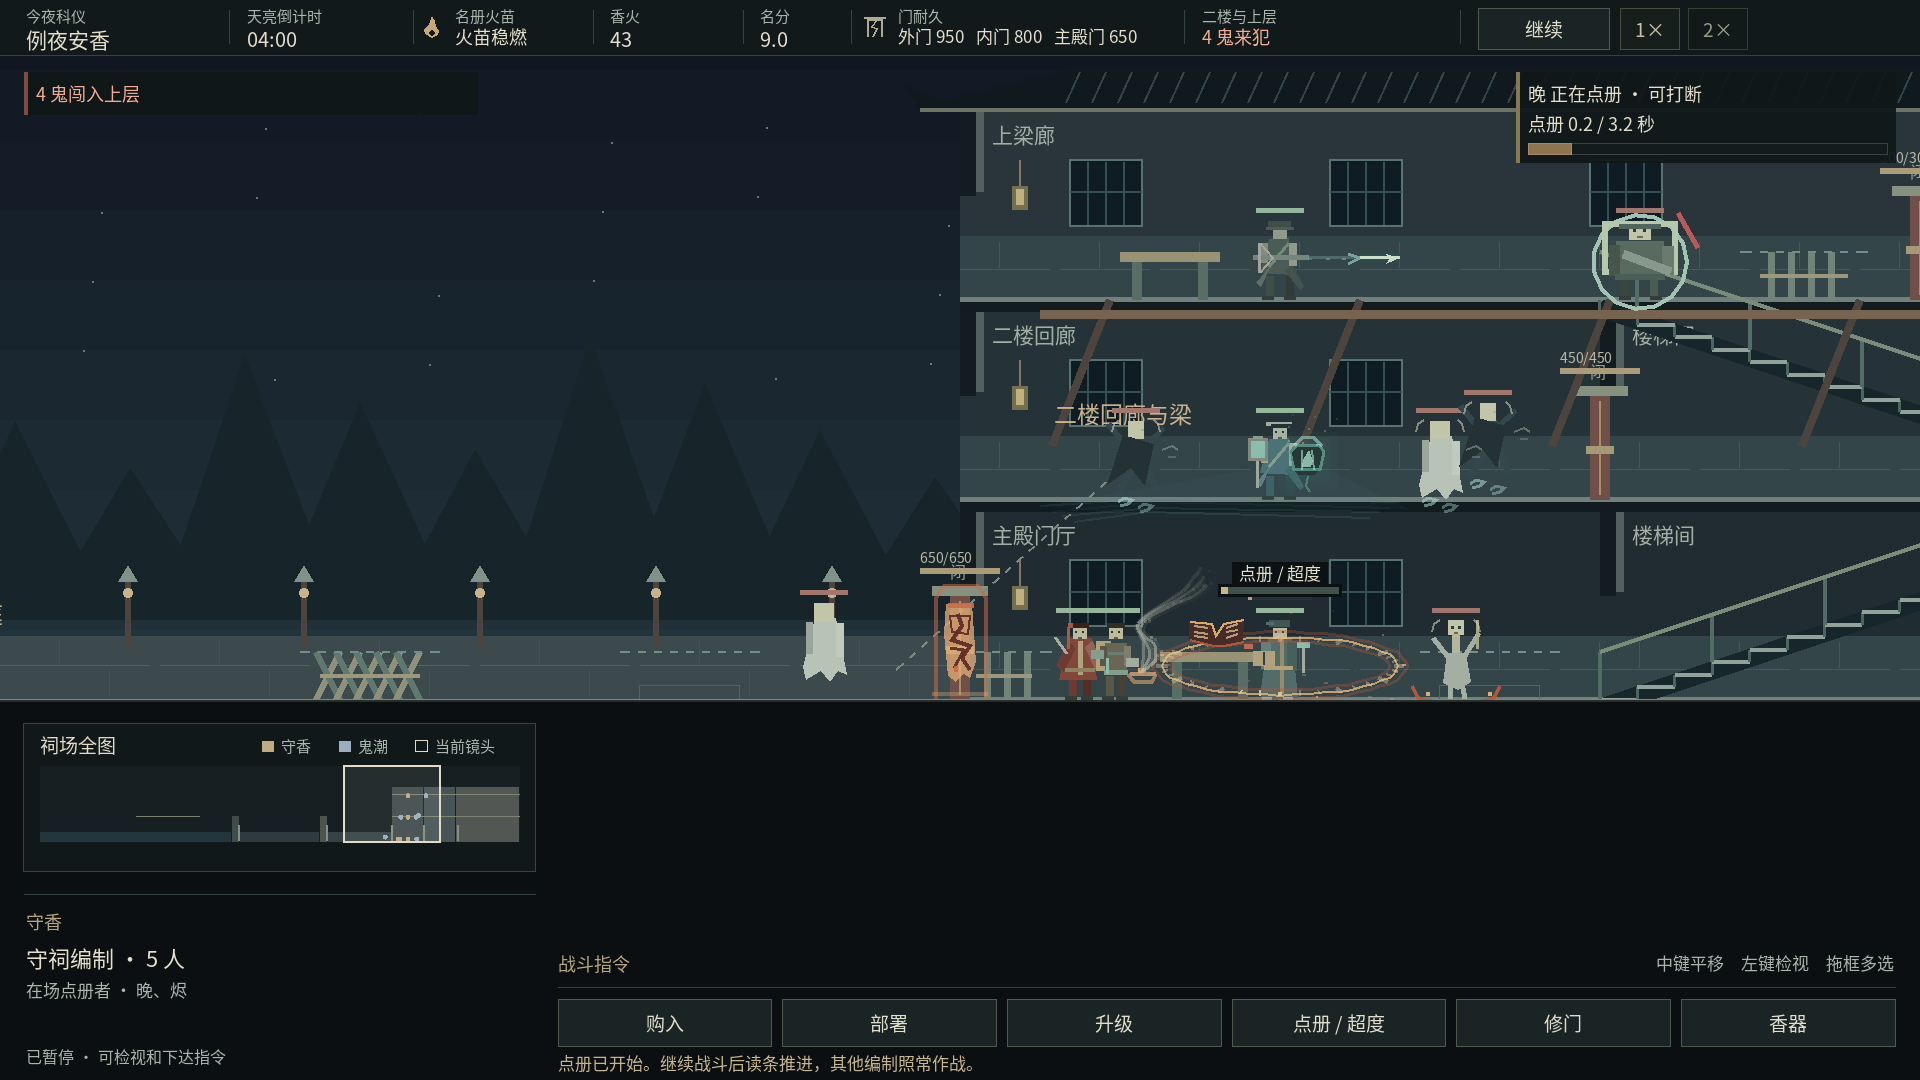 今夜科仪
例夜安香
天亮倒计时
04:00
名册火苗
火苗稳燃
香火
43
名分
9.0
门耐久
外门 950 内门 800 主殿门 650
二楼与上层
4 鬼来犯
继续
1×
2×
4 鬼闯入上层
晚 正在点册 · 可打断
点册 0.2 / 3.2 秒
上梁廊
二楼回廊
450/450
闭
二楼回廊与梁
主殿门厅
楼梯间
650/650
闭
点册 / 超度
祠场全图
守香
鬼潮
当前镜头
守香
守祠编制 · 5 人
在场点册者 · 晚、烬
已暂停 · 可检视和下达指令
战斗指令
中键平移 左键检视 拖框多选
购入
部署
升级
点册 / 超度
修门
香器
点册已开始。继续战斗后读条推进，其他编制照常作战。